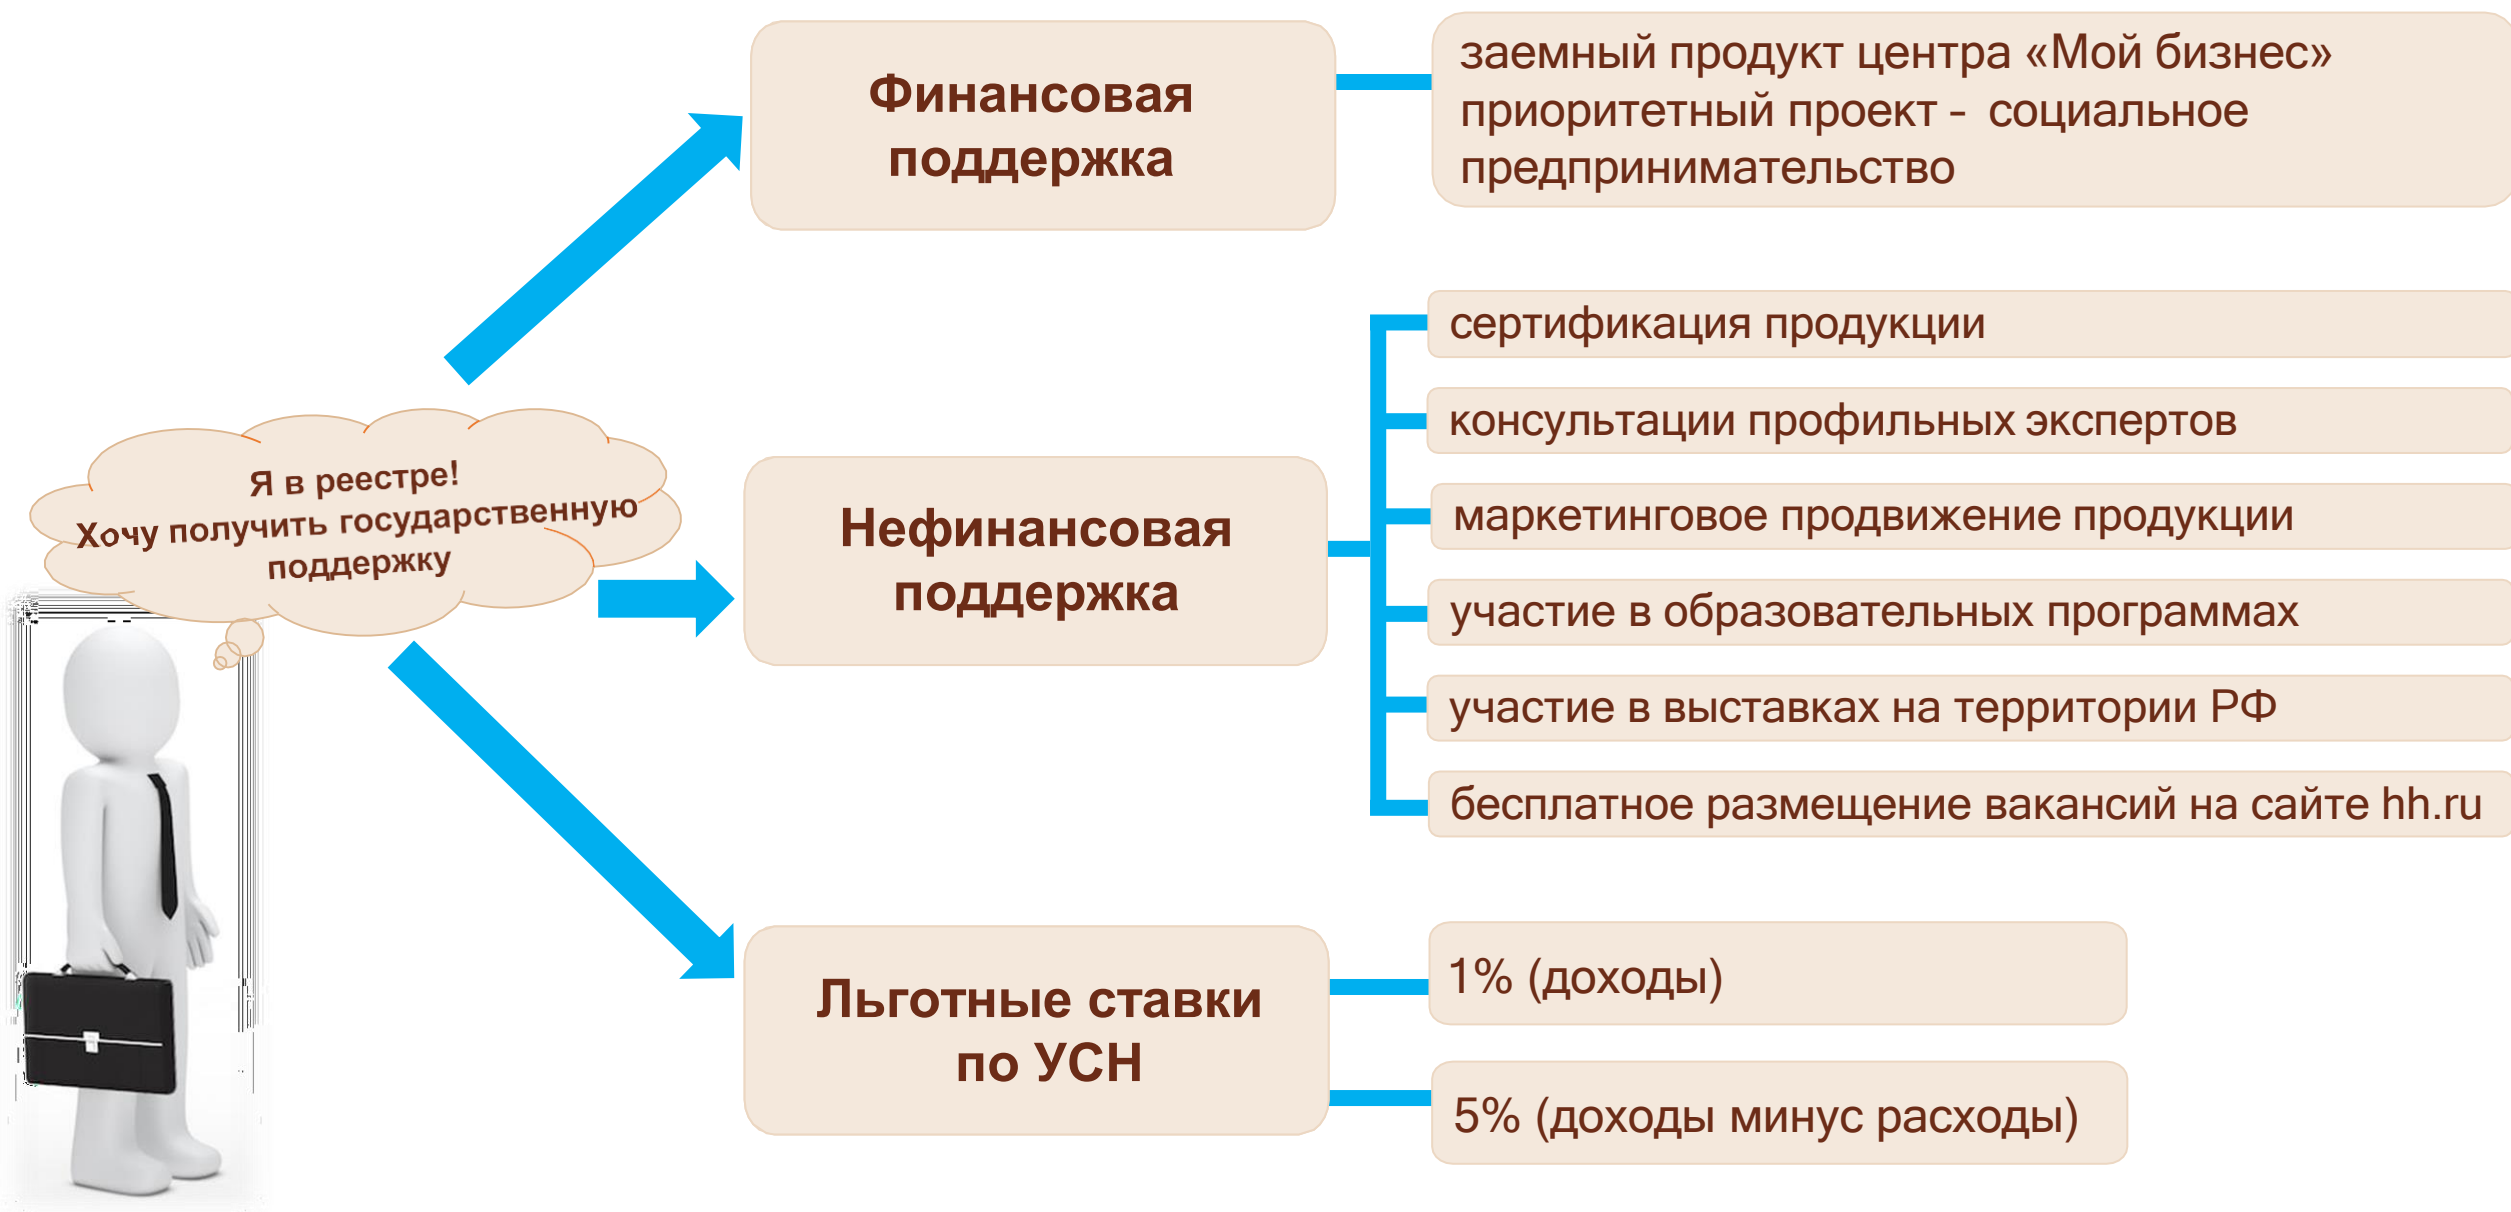 Финансовая
поддержка
заемный продукт центра «Мой бизнес»
приоритетный проект - социальное
предпринимательство
Я в реестре!
Хочу получить государственную
поддержку
Нефинансовая
поддержка
сертификация продукции
консультации профильных экспертов
маркетинговое продвижение продукции
участие в образовательных программах
участие в выставках на территории РФ
бесплатное размещение вакансий на сайте hh.ru
Льготные ставки
по УСН
1% (доходы)
5% (доходы минус расходы)